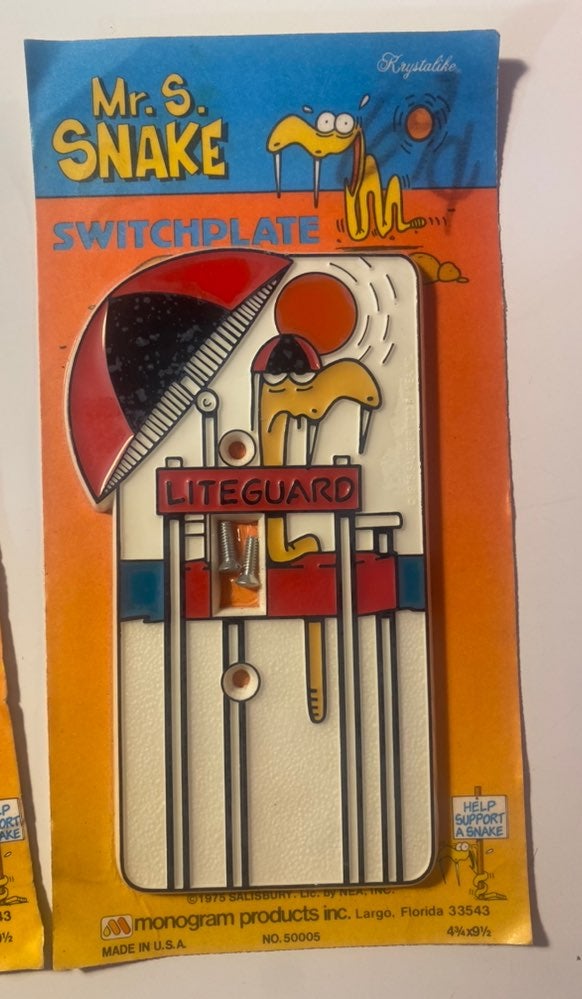 Krystalike
Mr. S.
SNAKE
SWITCHPLATE
LITEGUARD
HELP
SUPPORT
A SNAKE
©1975 SALISBURY. Lic. by NEA, INC.
monogram products inc. Largo, Florida 33543
MADE IN U.S.A.
NO. 50005
4¾x9½